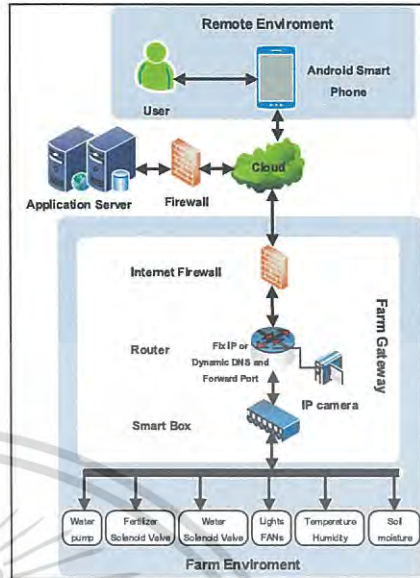 Remote Enviroment
Android Smart
Phone
User
Cloud
Application Server
Firewall
Internet Firewall
Farm Gateway
Router
Fix IP or
Dynamic DNS and
Forward Port
IP camera
Smart Box
Water
pump
Fertilizer
Solenoid Valve
Water
Solenoid Valve
Lights
FANs
Temperature
Humidity
Soil
moisture
Farm Enviroment